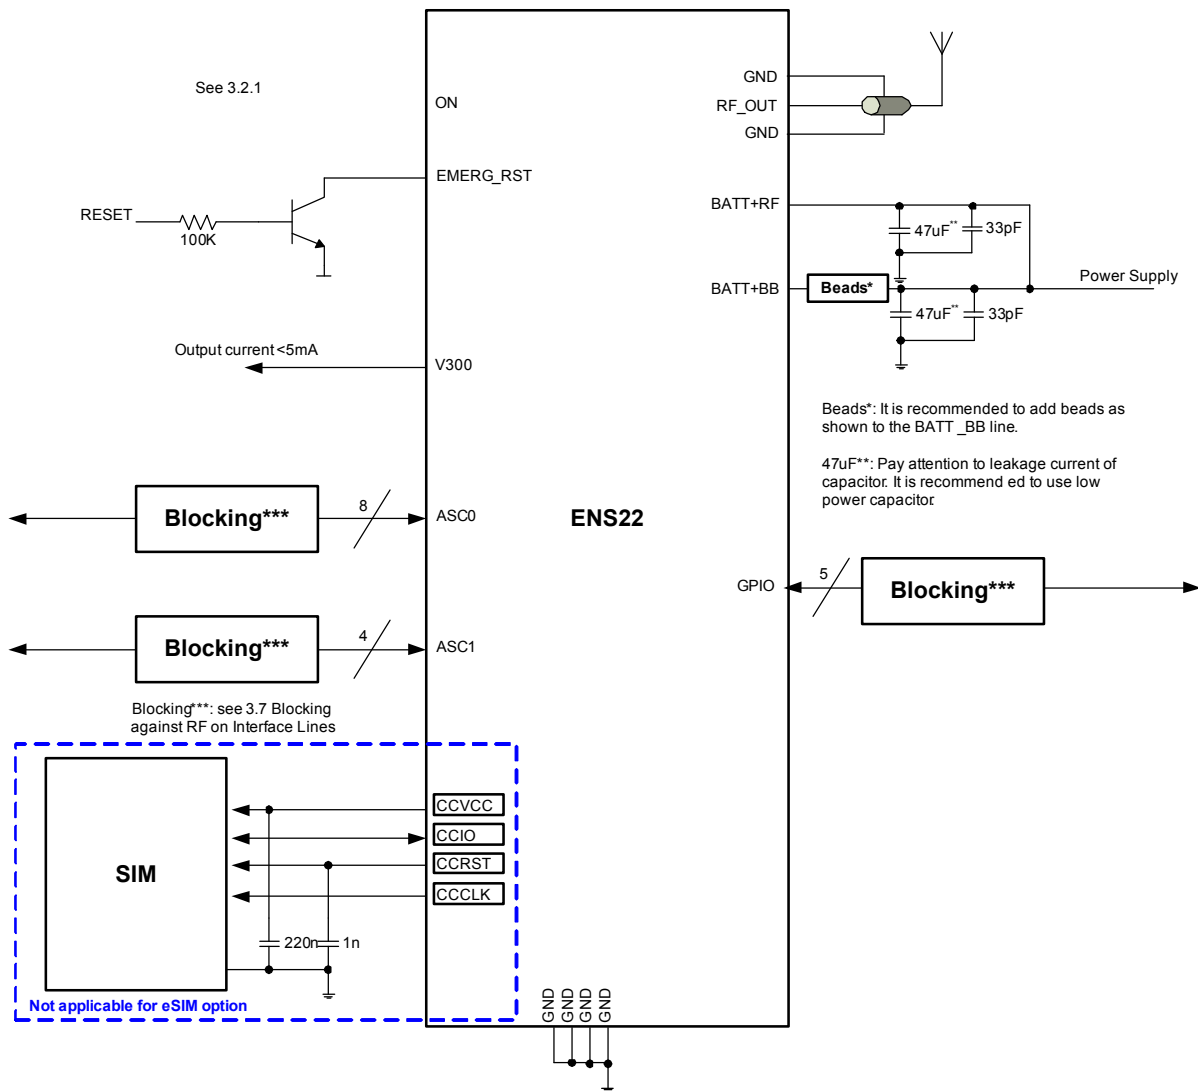 See 3.2.1
ON
EMERG_RST
RESET
100K
Output current <5mA
V300
Blocking***
8
ASC0
Blocking***
4
ASC1
Blocking***: see 3.7 Blocking
against RF on Interface Lines
SIM
CCVCC
CCIO
CCRST
CCCLK
220n
1n
Not applicable for eSIM option
ENS22
GND
GND
GND
GND
GND
RF_OUT
GND
BATT+RF
47uF**
33pF
BATT+BB
Beads*
Power Supply
47uF**
33pF
Beads*: It is recommended to add beads as
shown to the BATT _BB line.
47uF**: Pay attention to leakage current of
capacitor. It is recommend ed to use low
power capacitor.
GPIO
5
Blocking***